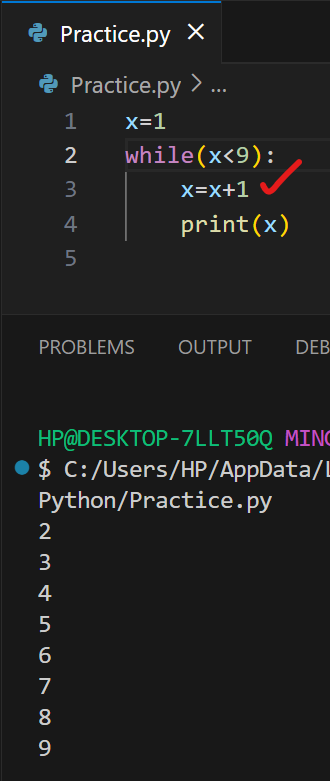 Practice.py ×
Practice.py > ...
1 x=1
2 while(x<9):
3     x=x+1
4     print(x)
5
PROBLEMS OUTPUT DEB
HP@DESKTOP-7LLT50Q MING
$ C:/Users/HP/AppData/L
Python/Practice.py
2
3
4
5
6
7
8
9